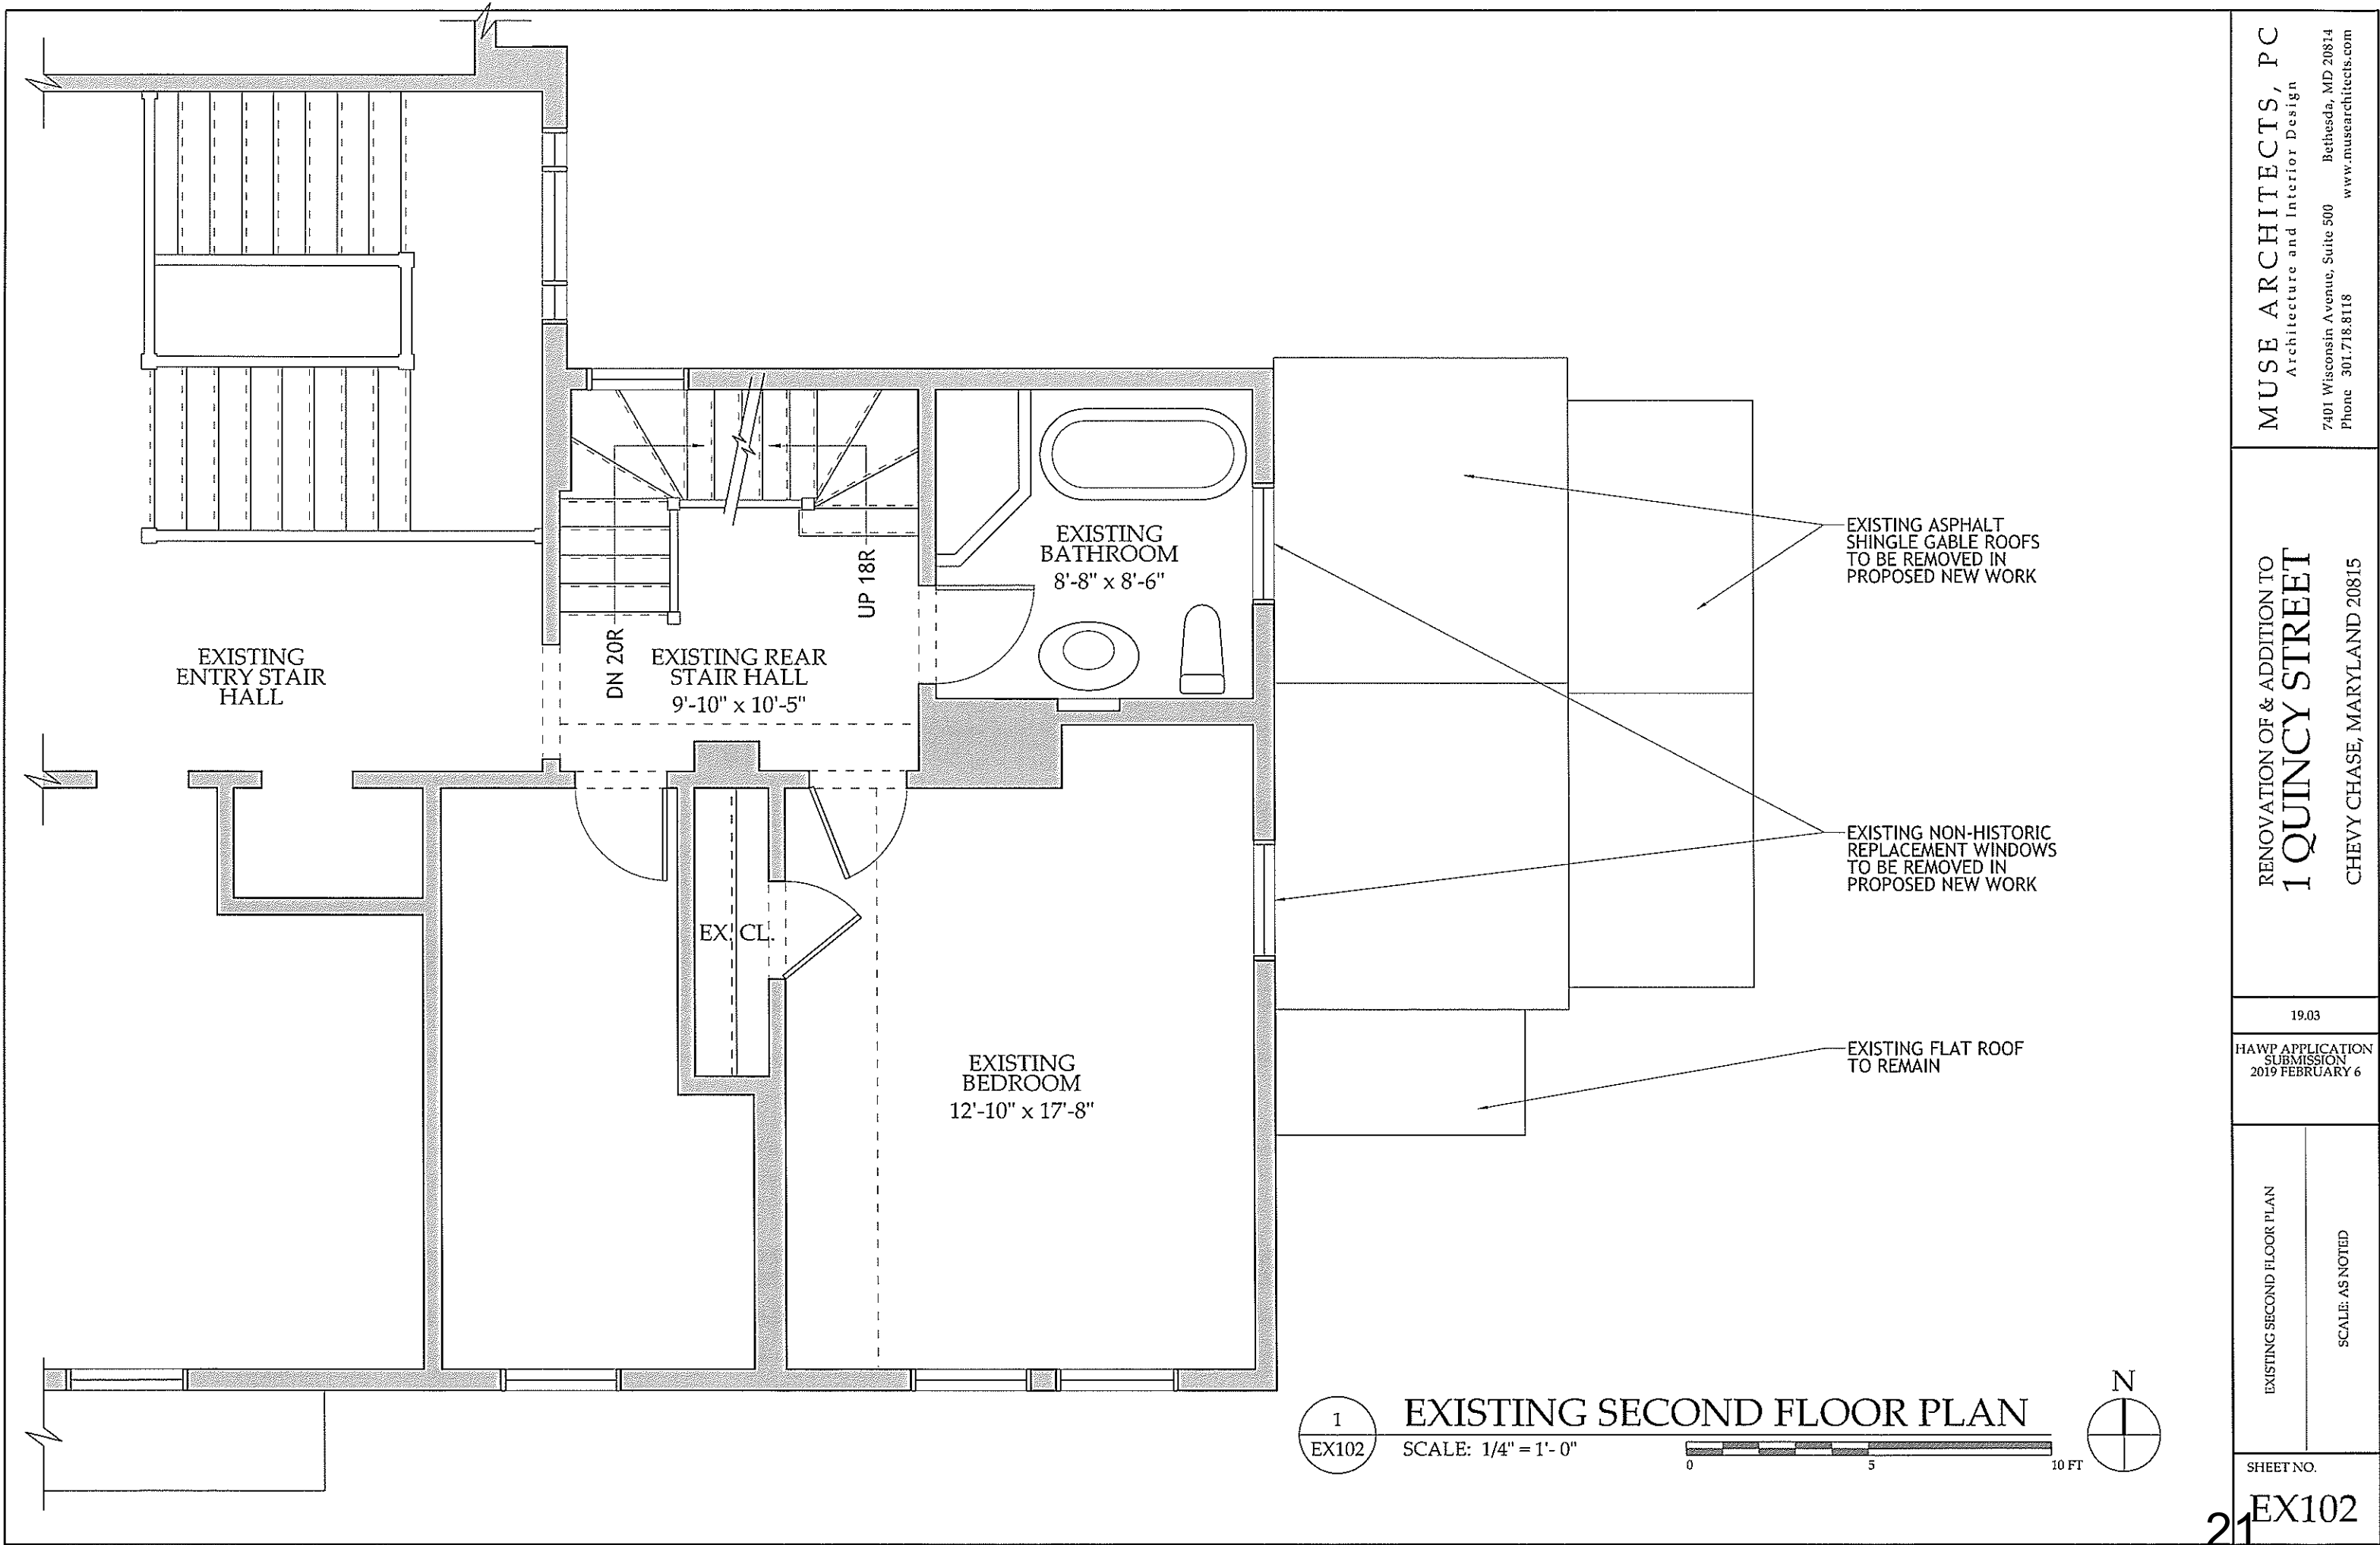 EXISTING
ENTRY STAIR
HALL
DN 20R
EXISTING REAR
STAIR HALL
9'-10" x 10'-5"
UP 18R
EXISTING
BATHROOM
8'-8" x 8'-6"
EX. CL.
EXISTING
BEDROOM
12'-10" x 17'-8"
EXISTING ASPHALT
SHINGLE GABLE ROOFS
TO BE REMOVED IN
PROPOSED NEW WORK
EXISTING NON-HISTORIC
REPLACEMENT WINDOWS
TO BE REMOVED IN
PROPOSED NEW WORK
EXISTING FLAT ROOF
TO REMAIN
1
EX102
EXISTING SECOND FLOOR PLAN
SCALE: 1/4" = 1'- 0"
0 5 10 FT
N
MUSE ARCHITECTS, PC
Architecture and Interior Design
7401 Wisconsin Avenue, Suite 500 Bethesda, MD 20814
Phone 301.718.8118 www.musearchitects.com
RENOVATION OF & ADDITION TO
1 QUINCY STREET
CHEVY CHASE, MARYLAND 20815
19.03
HAWP APPLICATION
SUBMISSION
2019 FEBRUARY 6
EXISTING SECOND FLOOR PLAN
SCALE: AS NOTED
SHEET NO.
EX102
21